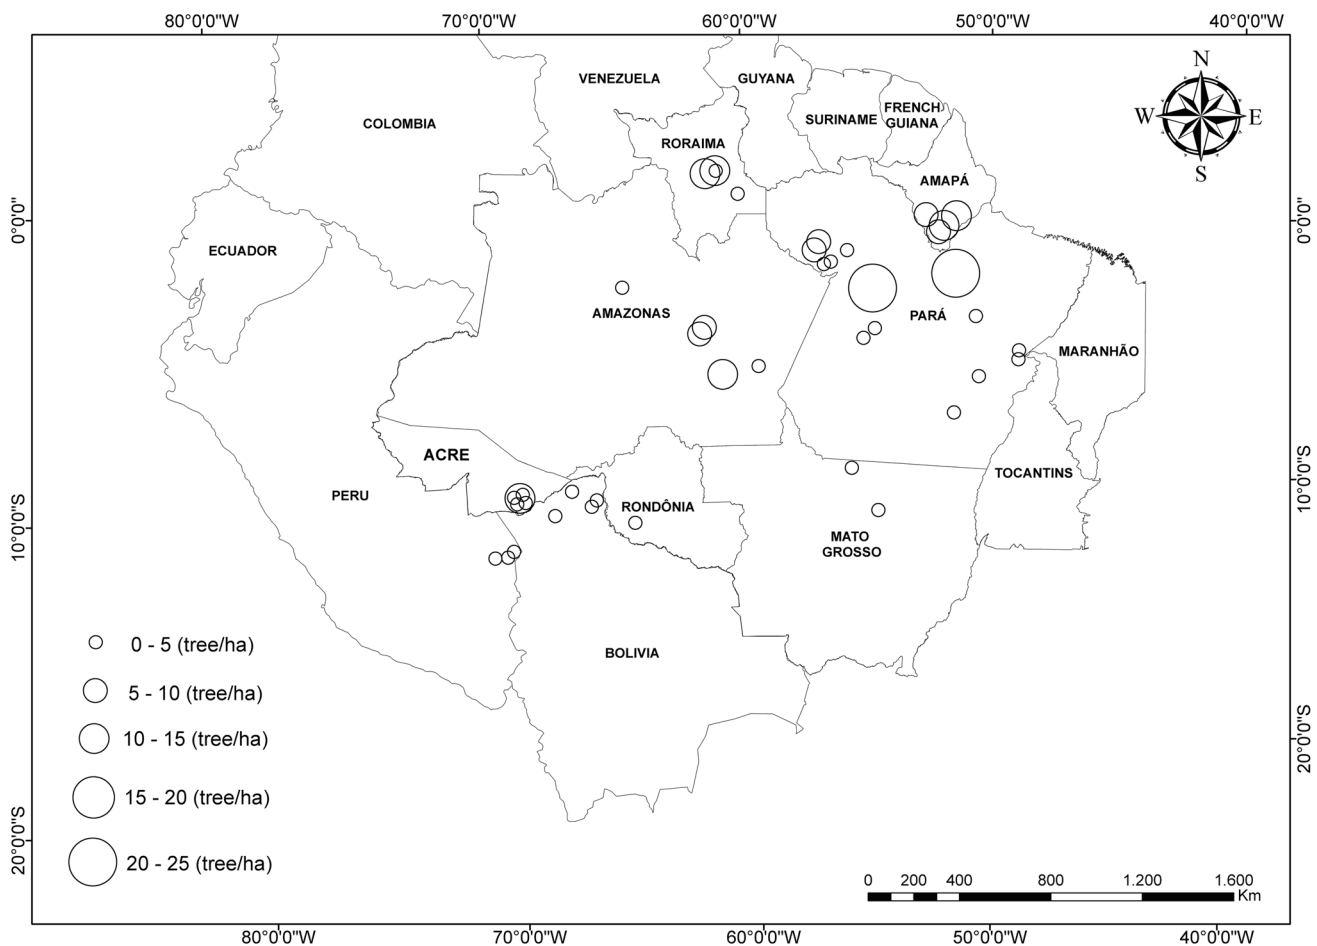 80°0'0"W 70°0'0"W 60°0'0"W 50°0'0"W 40°0'0"W
N
W E
S
VENEZUELA
GUYANA
COLOMBIA
SURINAME
FRENCH
GUIANA
RORAIMA
AMAPÁ
0°0'0"
0°0'0"
ECUADOR
AMAZONAS
PARÁ
MARANHÃO
ACRE
TOCANTINS
PERU
RONDÔNIA
10°0'0"S
10°0'0"S
MATO
GROSSO
BOLIVIA
0 - 5 (tree/ha)
5 - 10 (tree/ha)
10 - 15 (tree/ha)
15 - 20 (tree/ha)
20 - 25 (tree/ha)
20°0'0"S
20°0'0"S
0 200 400 800 1.200 1.600
Km
80°0'0"W 70°0'0"W 60°0'0"W 50°0'0"W 40°0'0"W